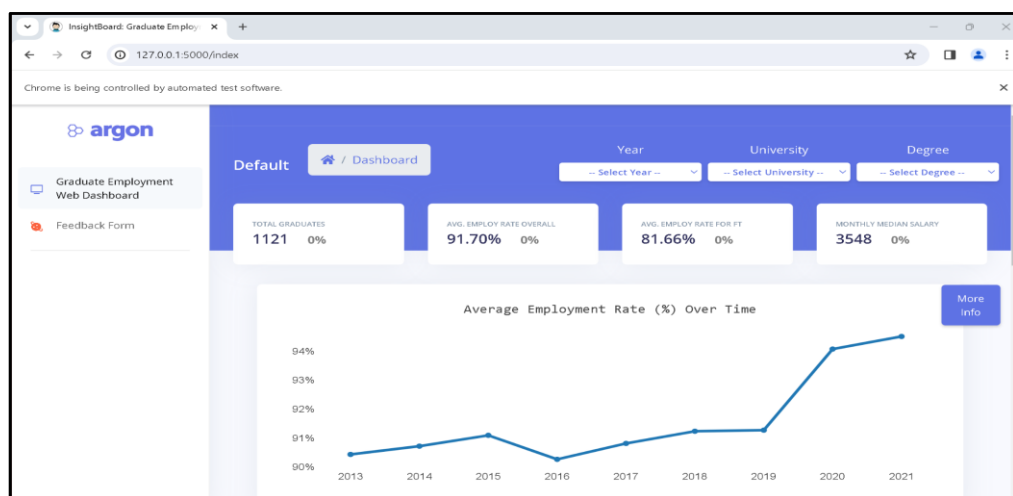 InsightBoard: Graduate Employ
127.0.0.1:5000/index
Chrome is being controlled by automated test software.
argon
Graduate Employment
Web Dashboard
Feedback Form
Default
/ Dashboard
Year
University
Degree
-- Select Year --
-- Select University --
-- Select Degree --
TOTAL GRADUATES
1121 0%
AVG. EMPLOY RATE OVERALL
91.70% 0%
AVG. EMPLOY RATE FOR FT
81.66% 0%
MONTHLY MEDIAN SALARY
3548 0%
More
Info
Average Employment Rate (%) Over Time
94%
93%
92%
91%
90%
2013 2014 2015 2016 2017 2018 2019 2020 2021